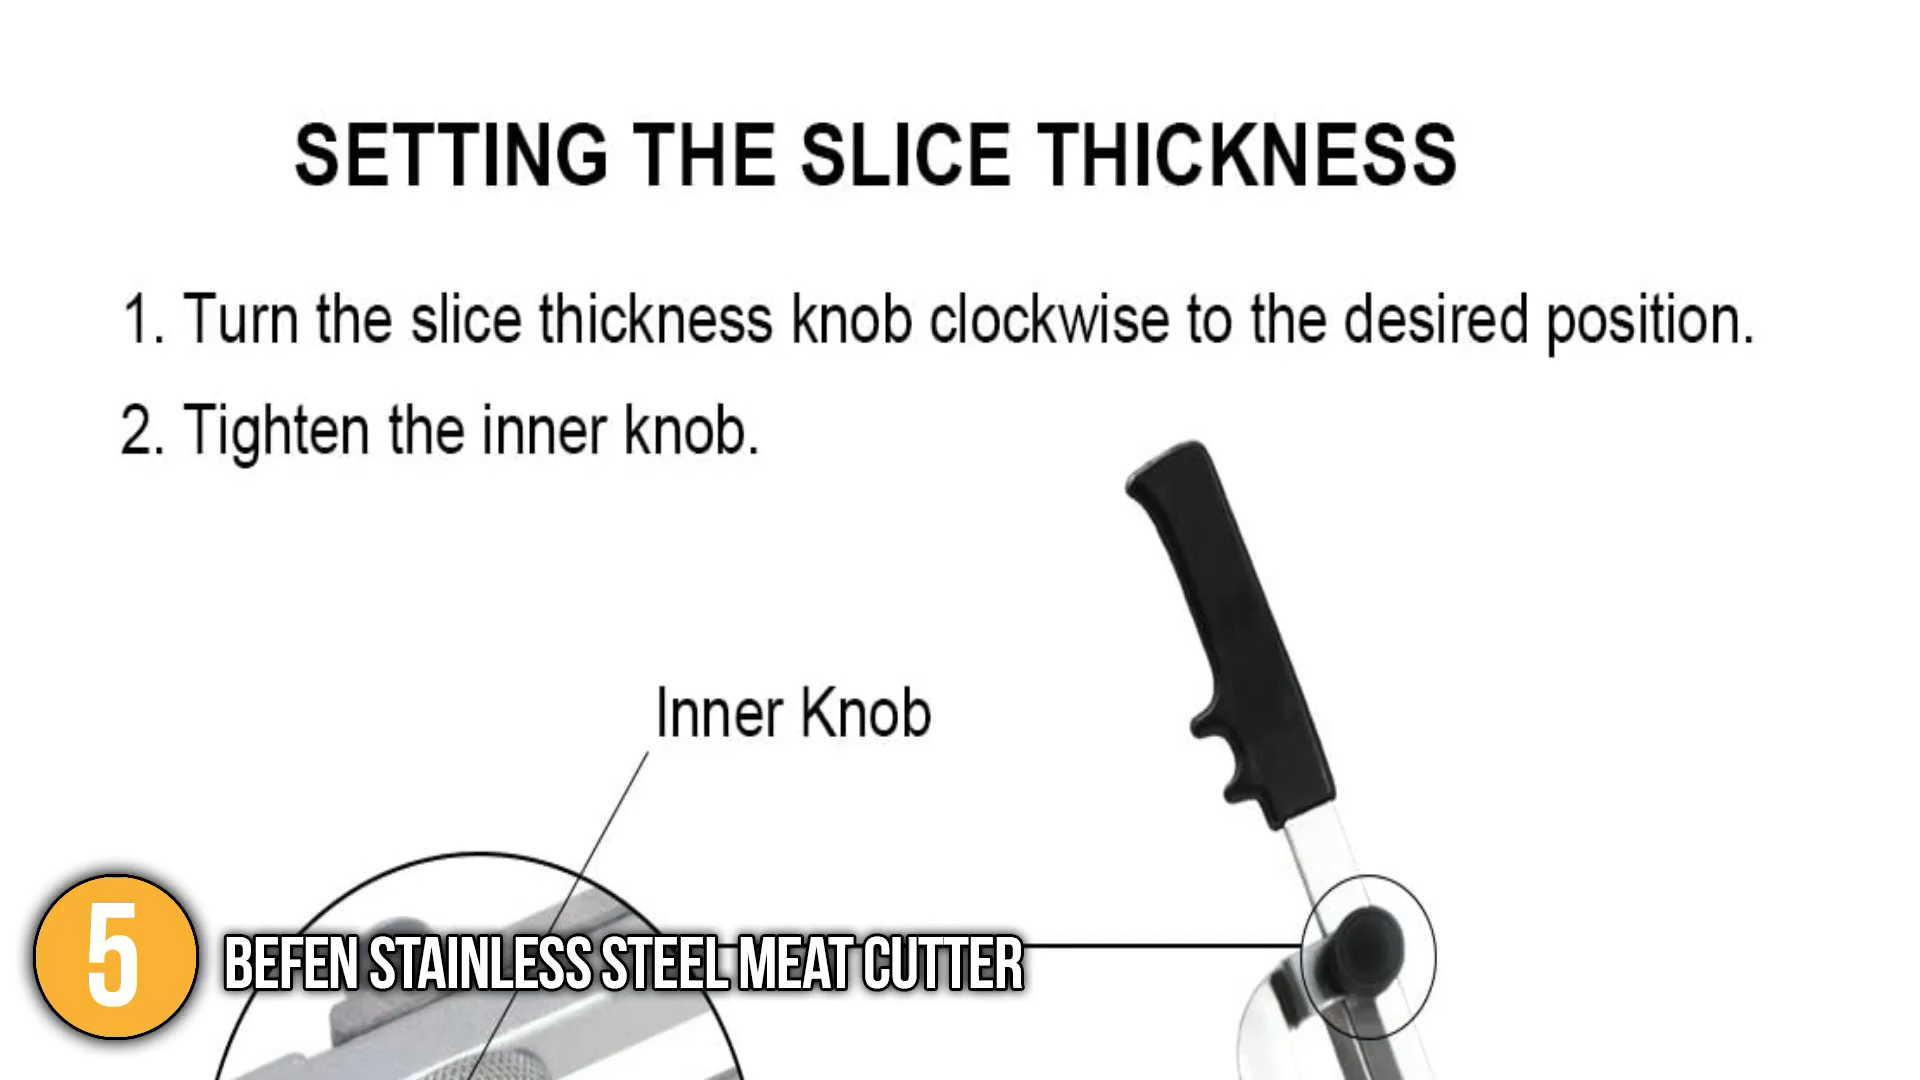 SETTING THE SLICE THICKNESS
1. Turn the slice thickness knob clockwise to the desired position.
2. Tighten the inner knob.
Inner Knob
5
BEFEN STAINLESS STEEL MEAT CUTTER